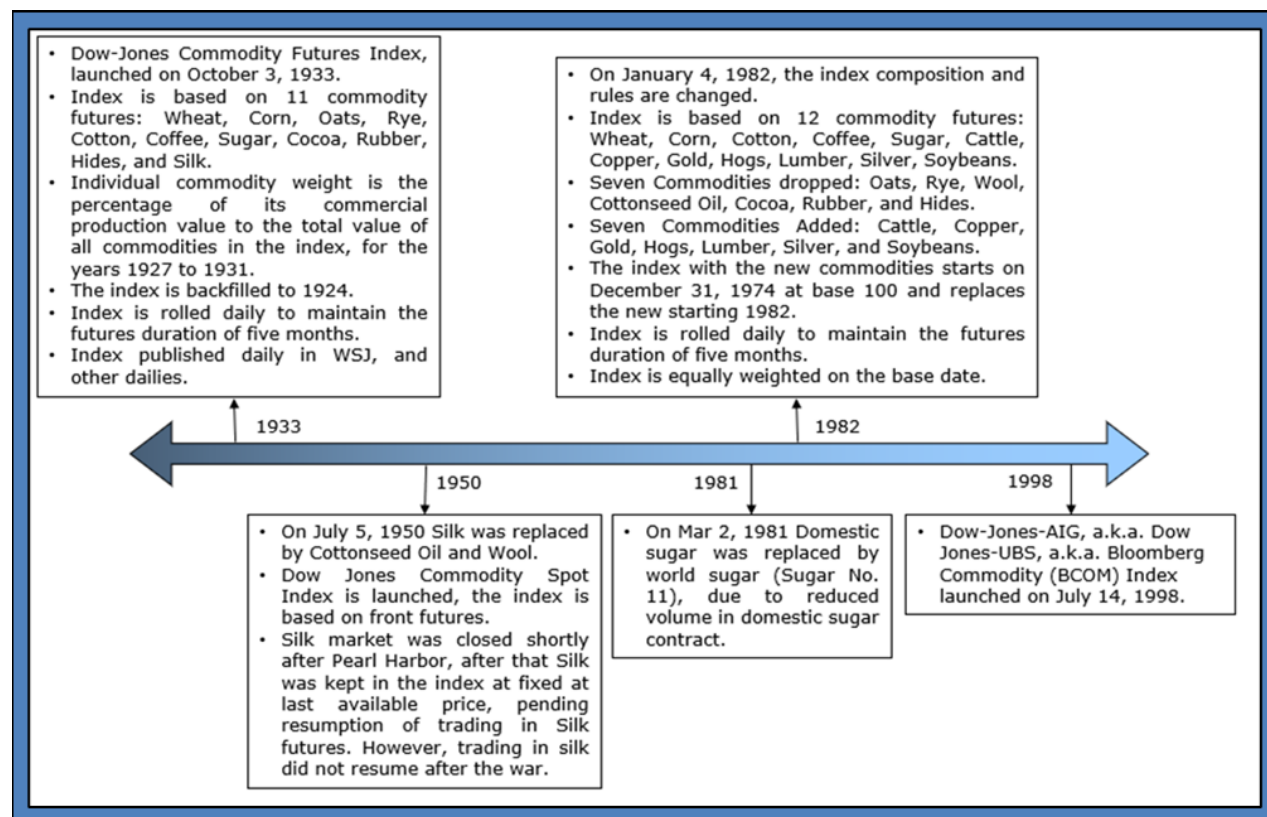 • Dow-Jones Commodity Futures Index,
launched on October 3, 1933.
• Index is based on 11 commodity
futures: Wheat, Corn, Oats, Rye,
Cotton, Coffee, Sugar, Cocoa, Rubber,
Hides, and Silk.
• Individual commodity weight is the
percentage of its commercial
production value to the total value of
all commodities in the index, for the
years 1927 to 1931.
• The index is backfilled to 1924.
• Index is rolled daily to maintain the
futures duration of five months.
• Index published daily in WSJ, and
other dailies.
• On January 4, 1982, the index composition and
rules are changed.
• Index is based on 12 commodity futures:
Wheat, Corn, Cotton, Coffee, Sugar, Cattle,
Copper, Gold, Hogs, Lumber, Silver, Soybeans.
• Seven Commodities dropped: Oats, Rye, Wool,
Cottonseed Oil, Cocoa, Rubber, and Hides.
• Seven Commodities Added: Cattle, Copper,
Gold, Hogs, Lumber, Silver, and Soybeans.
• The index with the new commodities starts on
December 31, 1974 at base 100 and replaces
the new starting 1982.
• Index is rolled daily to maintain the futures
duration of five months.
• Index is equally weighted on the base date.
1933
1982
1950
1981
1998
• On July 5, 1950 Silk was replaced
by Cottonseed Oil and Wool.
• Dow Jones Commodity Spot
Index is launched, the index is
based on front futures.
• Silk market was closed shortly
after Pearl Harbor, after that Silk
was kept in the index at fixed at
last available price, pending
resumption of trading in Silk
futures. However, trading in silk
did not resume after the war.
• On Mar 2, 1981 Domestic
sugar was replaced by
world sugar (Sugar No.
11), due to reduced
volume in domestic sugar
contract.
• Dow-Jones-AIG, a.k.a. Dow
Jones-UBS, a.k.a. Bloomberg
Commodity (BCOM) Index
launched on July 14, 1998.